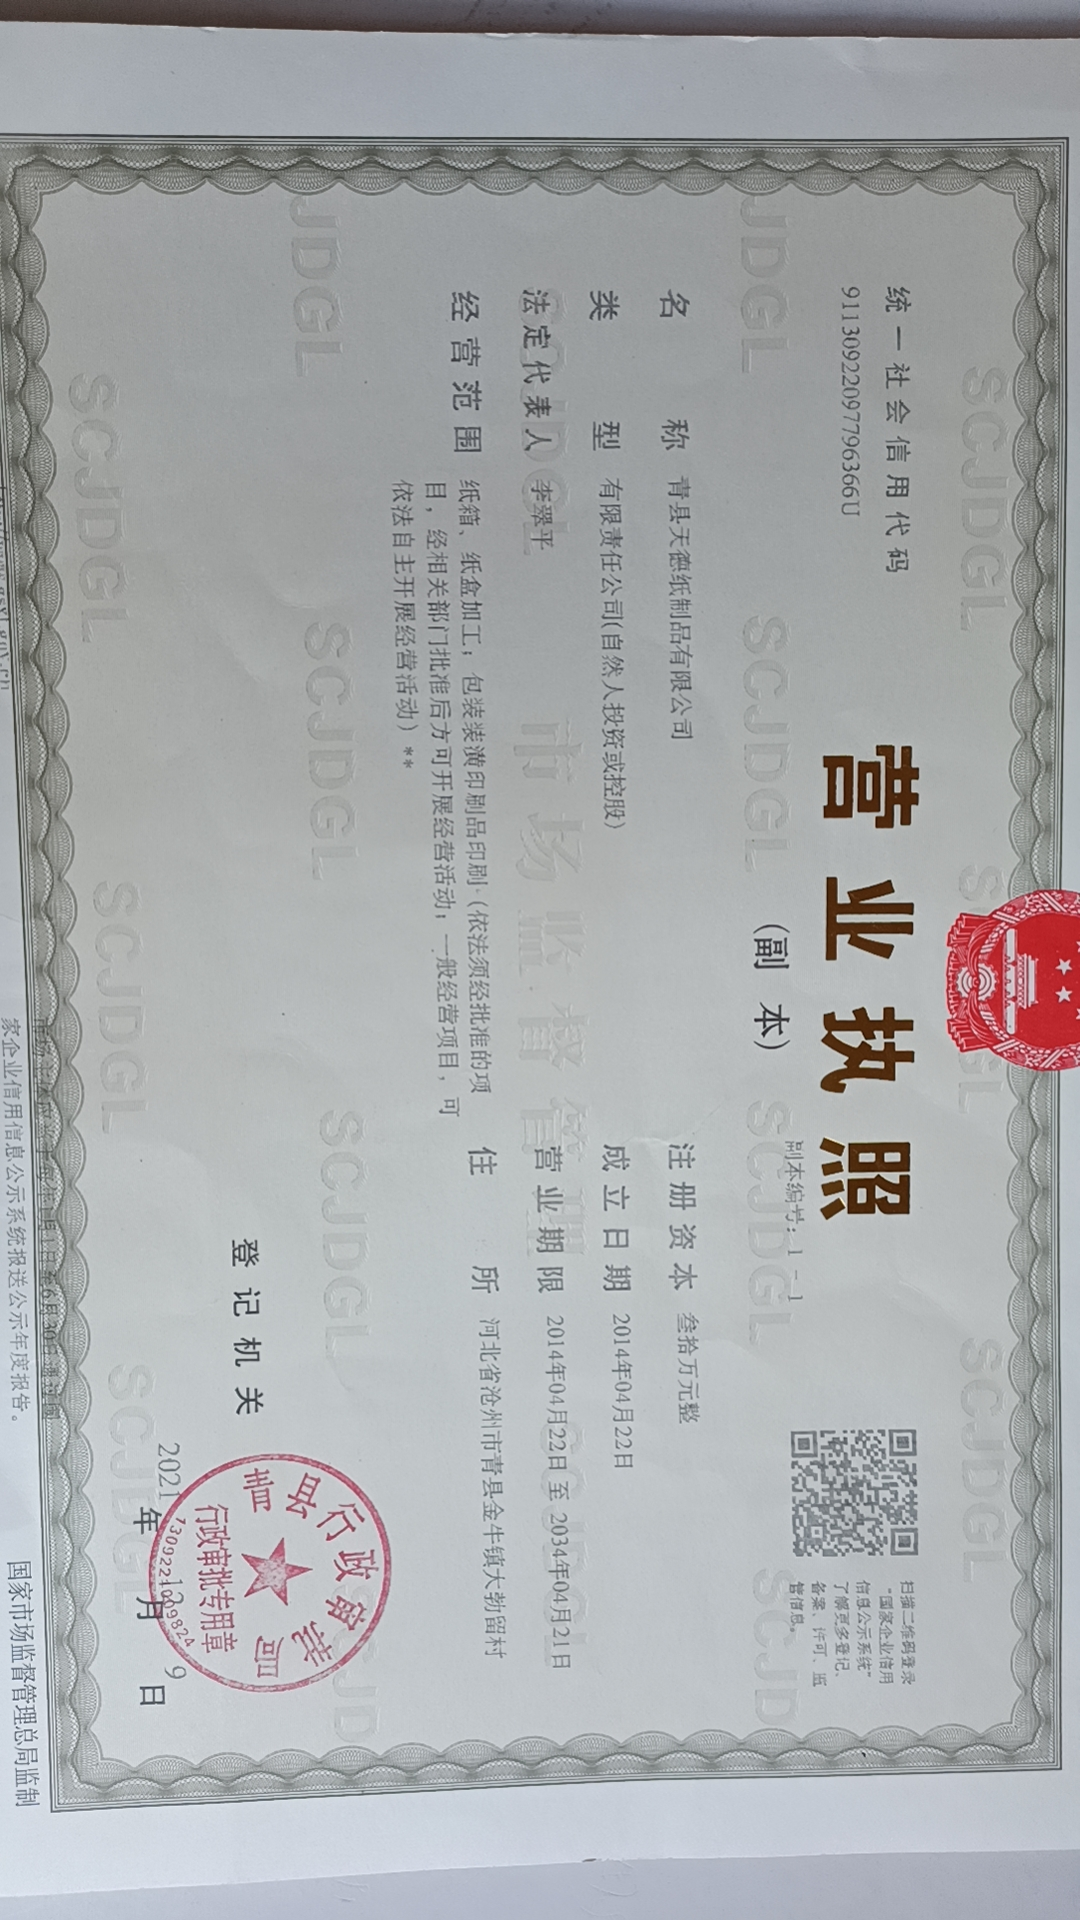 营业执照
(副本)
副本编号：1－1
统一社会信用代码
91130922097796366U
扫描二维码登录
“国家企业信用
信息公示系统”
了解更多登记、
备案、许可、监
管信息。
名称 青县天德纸制品有限公司
类型 有限责任公司(自然人投资或控股)
法定代表人 李翠平
经营范围 纸箱、纸盒加工；包装装潢印刷品印刷·（依法须经批准的项
目，经相关部门批准后方可开展经营活动；一般经营项目，可
依法自主开展经营活动）**
注册资本 叁拾万元整
成立日期 2014年04月22日
营业期限 2014年04月22日 至 2034年04月21日
住所 河北省沧州市青县金牛镇大勃留村
登记机关
青县行政审批局
行政审批专用章
1309221009824
2021年12月9日
家企业信用信息公示系统报送公示年度报告。
国家市场监督管理总局监制
市场监督管理
SCJDGL